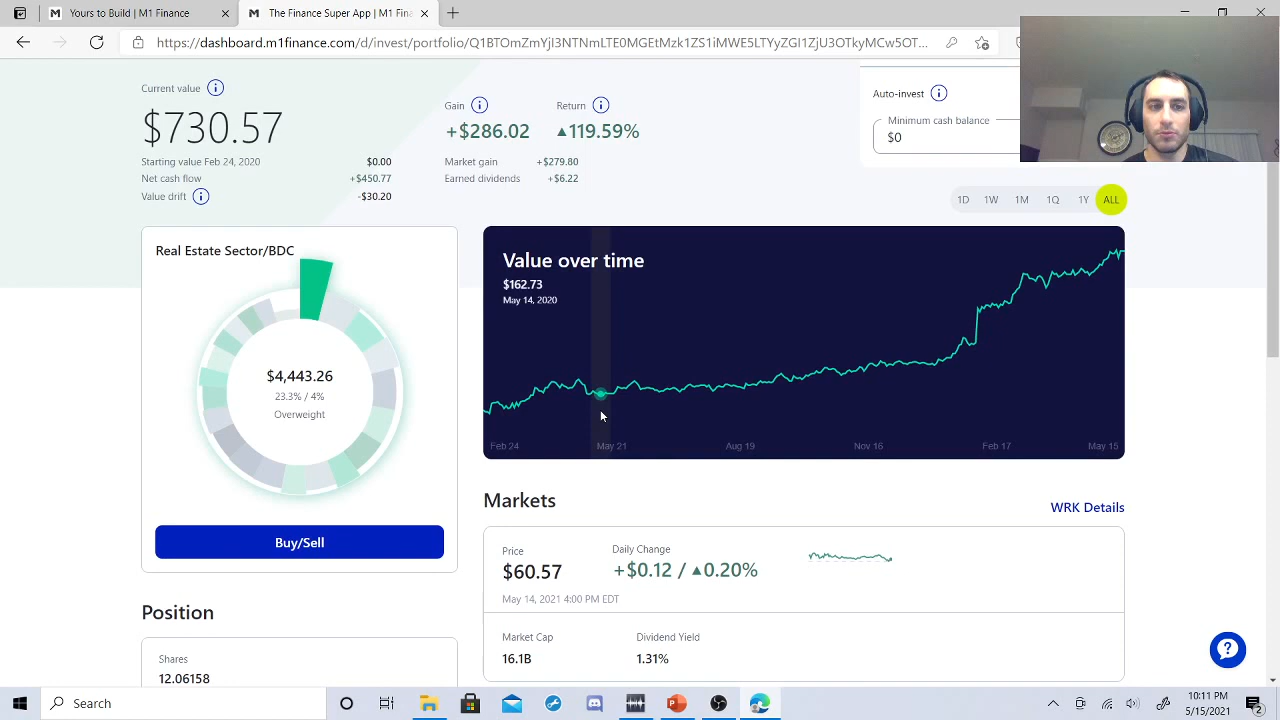 Yours to Build | M1 Finance
The Super App | M1 Finance
https://dashboard.m1finance.com/d/invest/portfolio/
Current value
$730.57
Starting value Feb 24, 2020 $0.00
Net cash flow +$450.77
Value drift -$30.20
Gain
+$286.02
Return
▲119.59%
Market gain +$279.80
Earned dividends +$6.22
Auto-invest
Minimum cash balance
$0
1D 1W 1M 1Q 1Y ALL
Real Estate Sector/BDC
$4,443.26
23.3% / 4%
Overweight
Buy/Sell
Value over time
$162.73
May 14, 2020
Feb 24 May 21 Aug 19 Nov 16 Feb 17 May 15
Markets
WRK Details
Price
$60.57
Daily Change
+$0.12 / ▲0.20%
May 14, 2021 4:00 PM EDT
Market Cap
16.1B
Dividend Yield
1.31%
Position
Shares
12.06158
Search
10:11 PM
5/15/2021
2